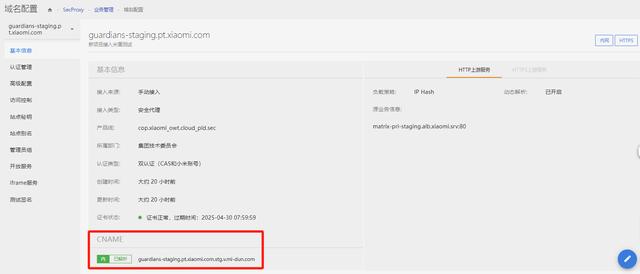 域名配置
SecProxy
业务管理
域名配置
guardians-staging.pt.xiaomi.com
基本信息
认证管理
高级配置
访问控制
站点秘钥
站点别名
管理员组
开放服务
iframe服务
测试签名
guardians-staging.pt.xiaomi.com
内网
HTTPS
基本信息
接入来源: 手动接入
接入类型: 安全代理
产品线: cop.xiaomi_owt.cloud_pld.sec
所属部门: 集团技术委员会
认证类型: 双认证（CAS和小米账号）
创建时间: 大约 20 小时前
更新时间: 大约 20 小时前
证书状态: 证书正常，过期时间：2025-04-30 07:59:59
CNAME
内 已解析 guardians-staging.pt.xiaomi.com.stg.v.mi-dun.com
HTTP上游服务
HTTPS上游服务
负载策略: IP Hash
动态解析: 已开启
源业务信息:
matrix-pri-staging.alb.xiaomi.srv:80